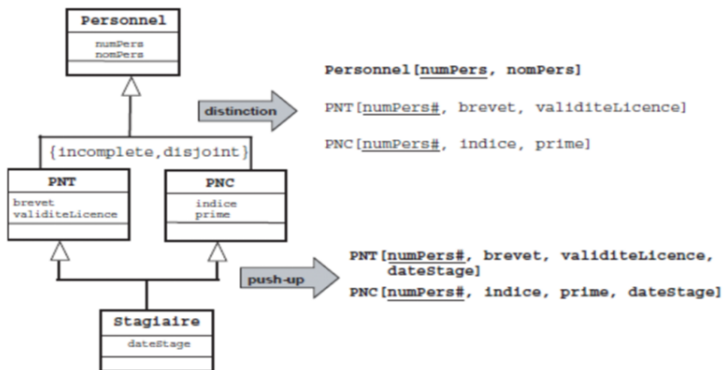 Personnel
numPers
nomPers
Personnel[numPers, nomPers]
distinction
PNT[numPers#, brevet, validiteLicence]
{incomplete,disjoint}
PNC[numPers#, indice, prime]
PNT
brevet
validiteLicence
PNC
indice
prime
push-up
PNT[numPers#, brevet, validiteLicence,
dateStage]
PNC[numPers#, indice, prime, dateStage]
Stagiaire
dateStage